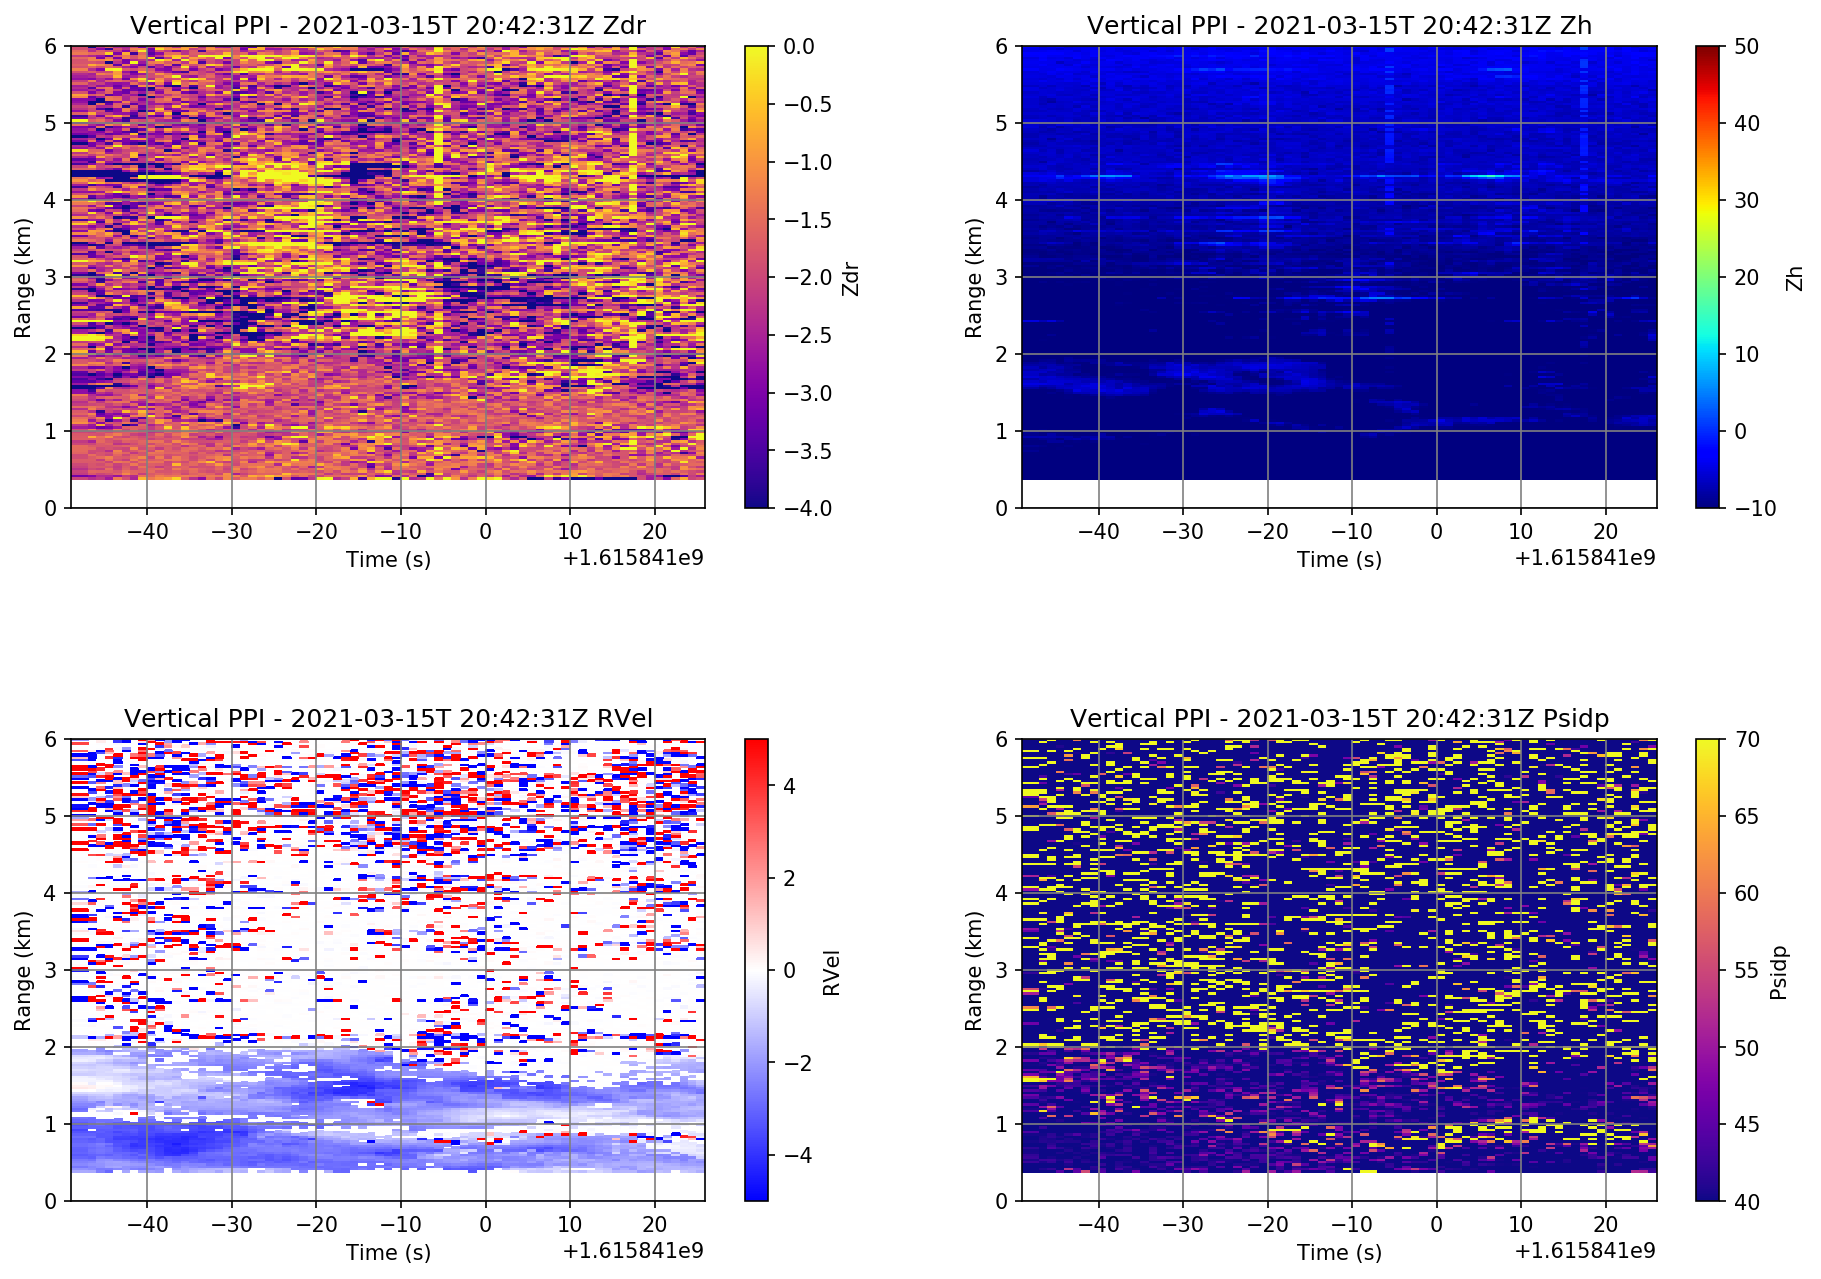 Vertical PPI - 2021-03-15T 20:42:31Z Zdr
6
5
4
3
2
1
0
Range (km)
−40 −30 −20 −10 0 10 20
Time (s)
+1.615841e9
0.0
−0.5
−1.0
−1.5
−2.0
−2.5
−3.0
−3.5
−4.0
Zdr
Vertical PPI - 2021-03-15T 20:42:31Z Zh
6
5
4
3
2
1
0
Range (km)
−40 −30 −20 −10 0 10 20
Time (s)
+1.615841e9
50
40
30
20
10
0
−10
Zh
Vertical PPI - 2021-03-15T 20:42:31Z RVel
6
5
4
3
2
1
0
Range (km)
−40 −30 −20 −10 0 10 20
Time (s)
+1.615841e9
4
2
0
−2
−4
RVel
Vertical PPI - 2021-03-15T 20:42:31Z Psidp
6
5
4
3
2
1
0
Range (km)
−40 −30 −20 −10 0 10 20
Time (s)
+1.615841e9
70
65
60
55
50
45
40
Psidp